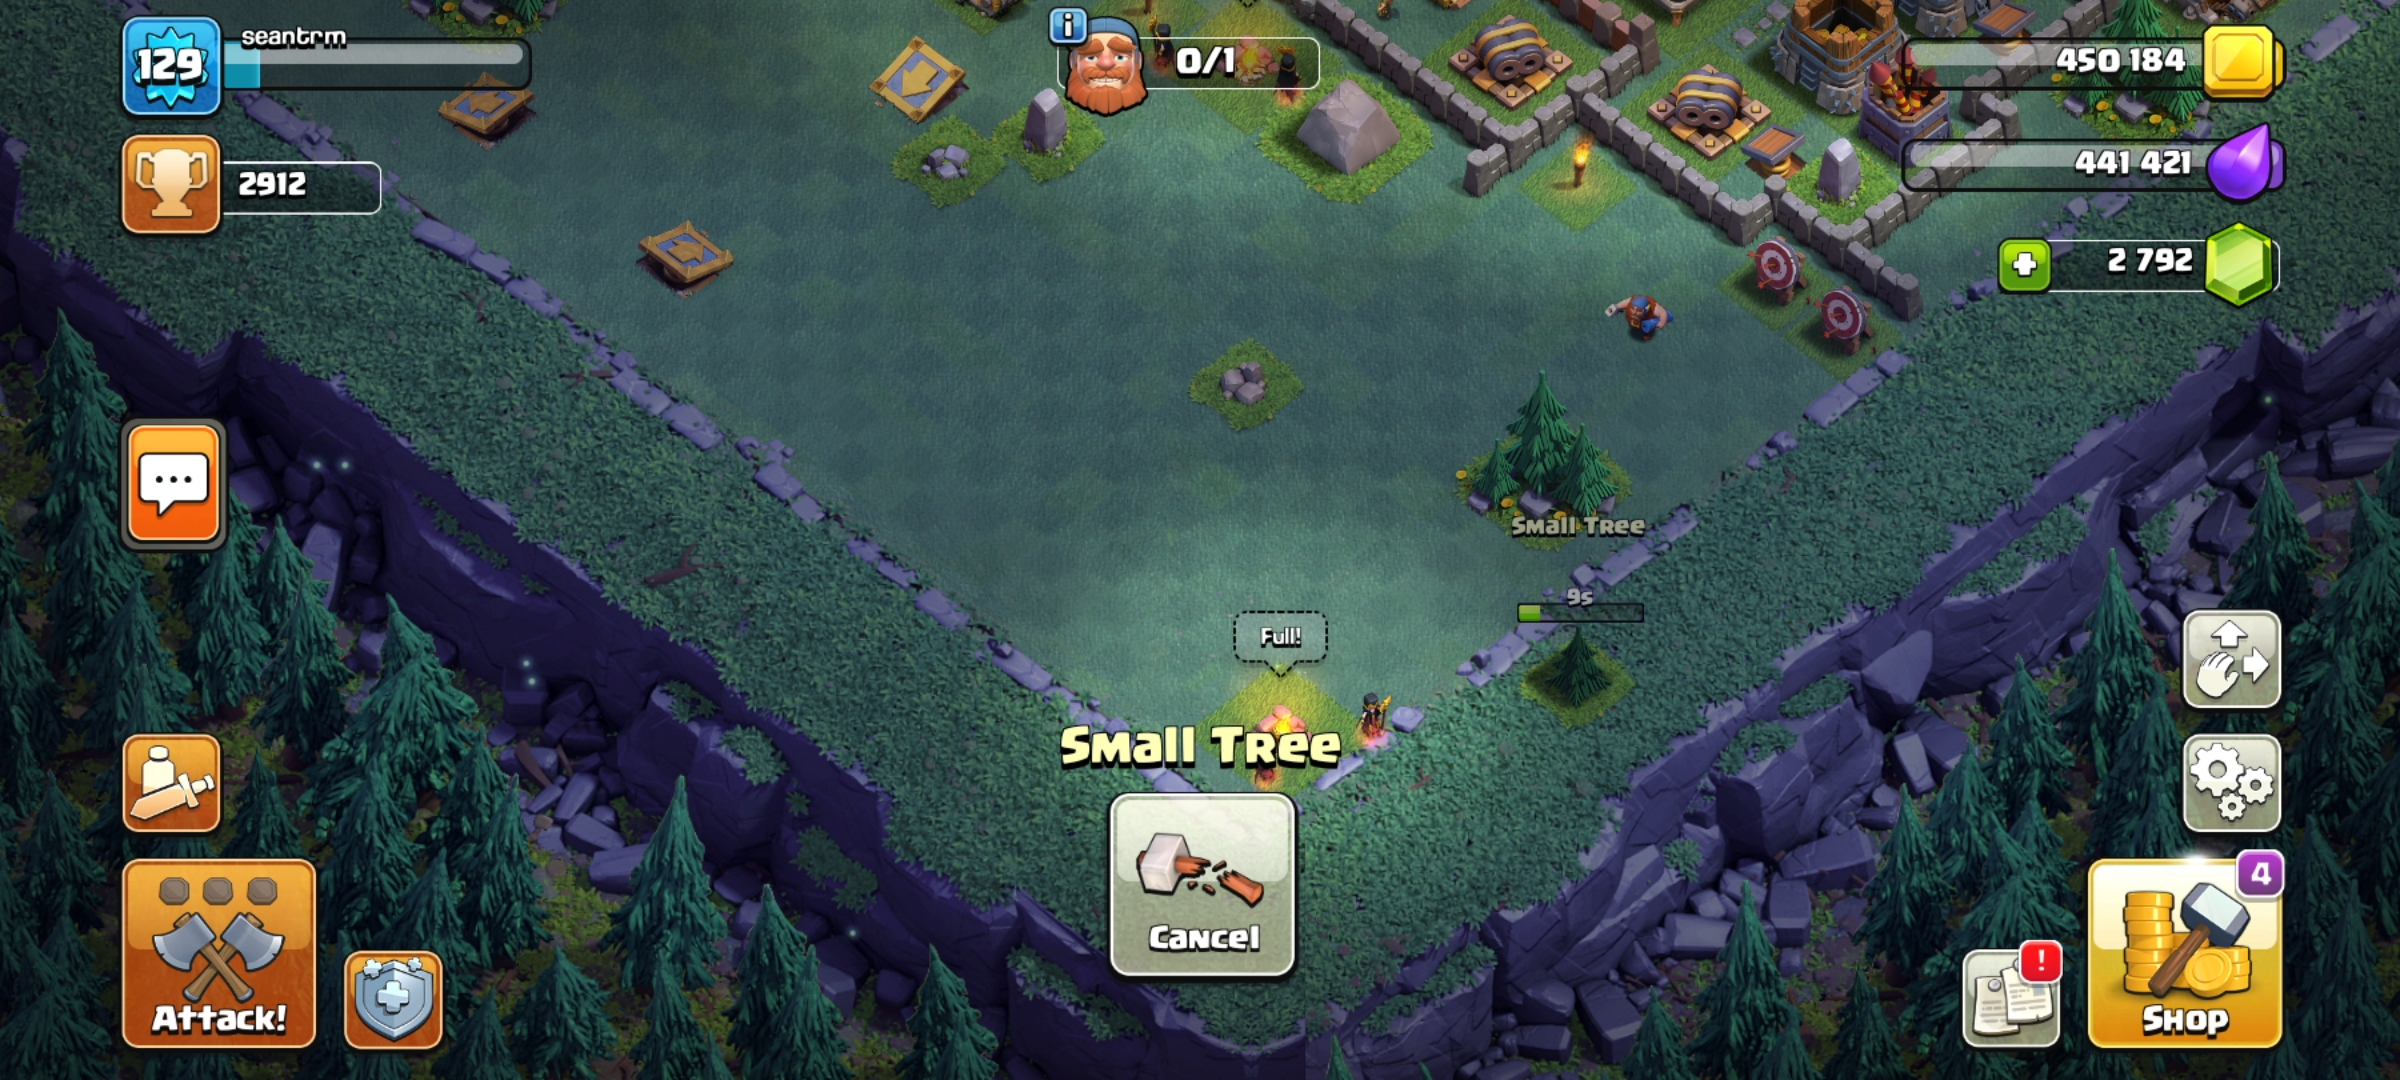 129
seantrm
0/1
450 184
2912
441 421
2 792
Small Tree
9s
Full!
Small Tree
Cancel
4
!
Attack!
Shop